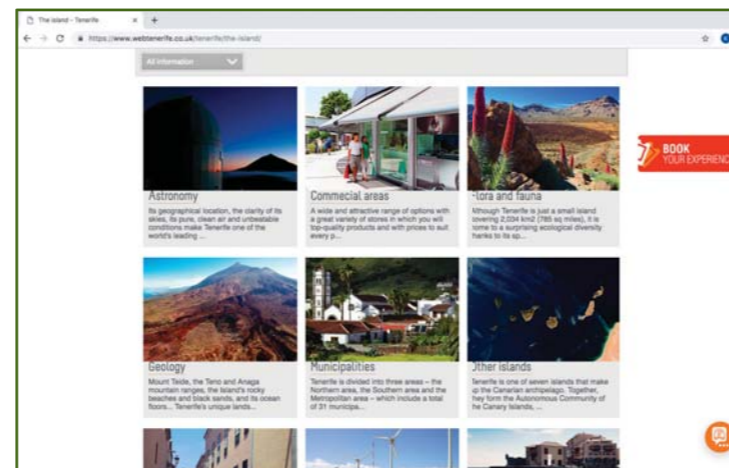 The island - Tenerife
https://www.webtenerife.co.uk/tenerife/the-island/
All information
BOOK
YOUR EXPERIENC
Astronomy
Its geographical location, the clarity of its
skies, its pure, clean air and unbeatable
conditions make Tenerife one of the
world's leading ...
Commecial areas
A wide and attractive range of options with
a great variety of stores in which you will
top-quality products and with prices to suit
every p...
-lora and fauna
Although Tenerife is just a small island
covering 2,034 km2 (785 sq miles), it is
home to a surprising ecological diversity
thanks to its sp...
Geology
Mount Teide, the Teno and Anaga
mountain ranges, the island's rocky
beaches and black sands, and its ocean
floors... Tenerife's unique lands...
Municipalities
Tenerife is divided into three areas – the
Northern area, the Southern area and the
Metropolitan area – which include a total
of 31 municipa...
Other islands
Tenerife is one of seven islands that make
up the Canarian archipelago. Together,
they form the Autonomous Community of
the Canary Islands, ...